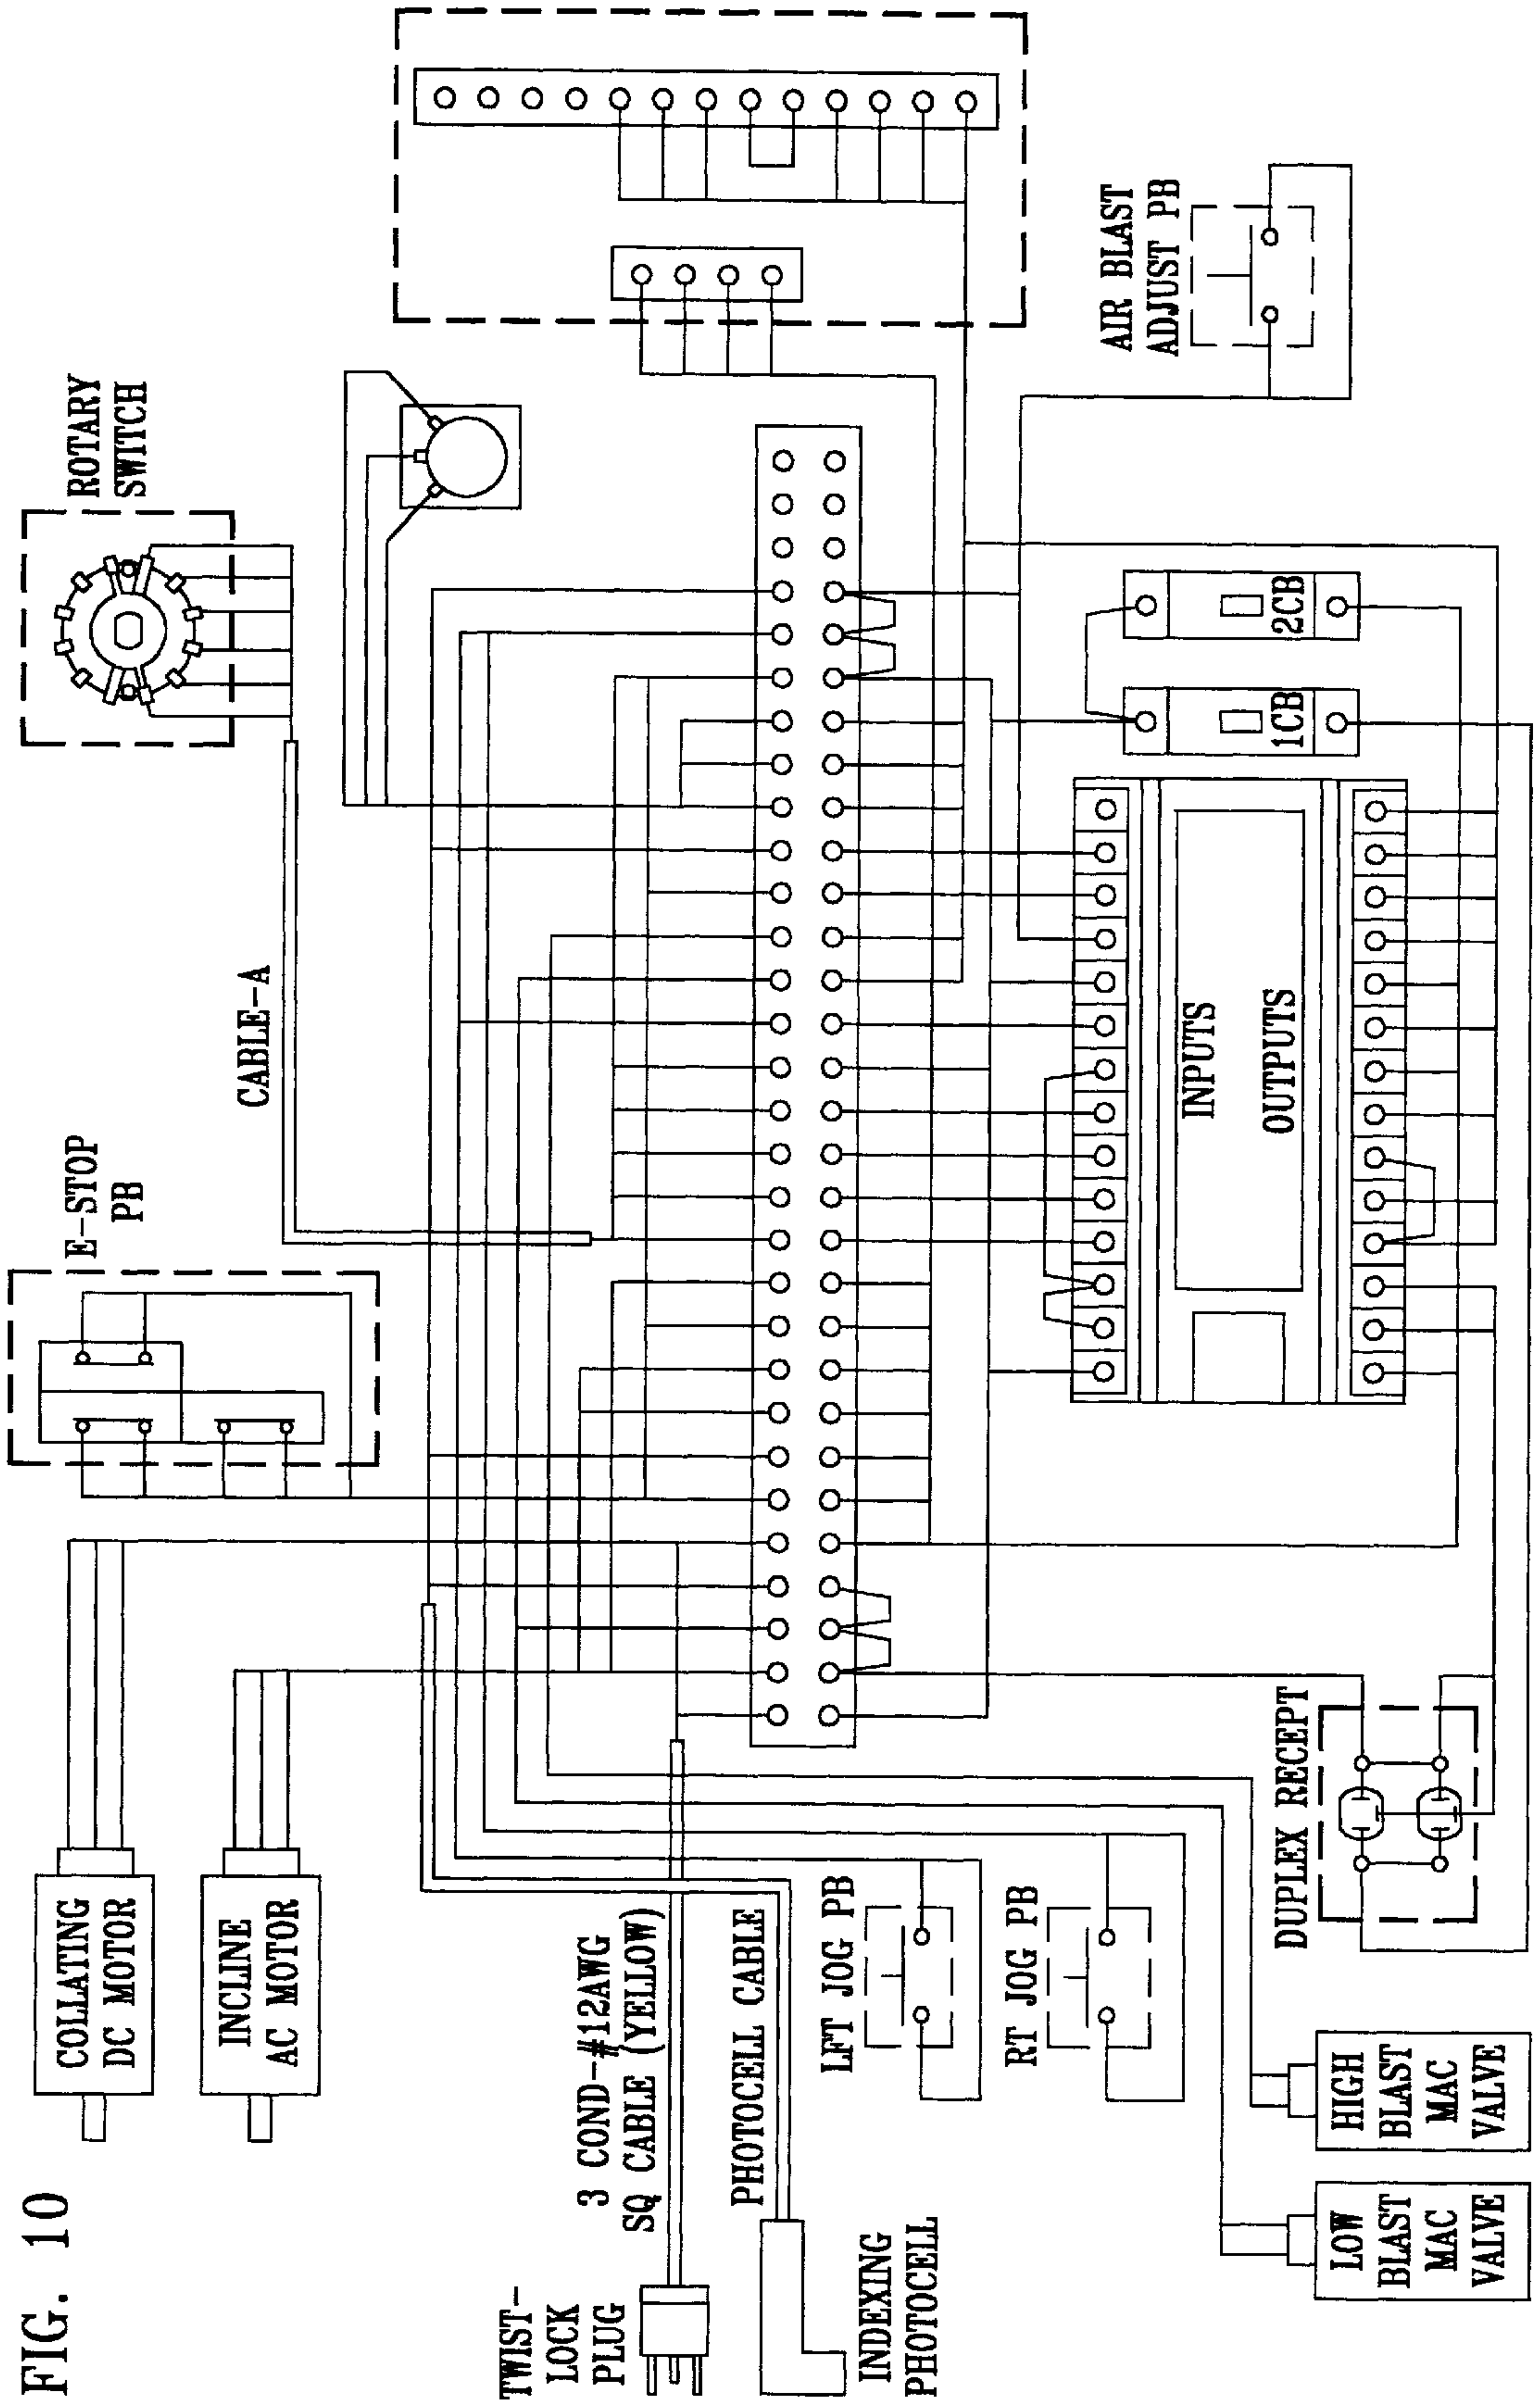 FIG. 10
COLLATING
DC MOTOR
INCLINE
AC MOTOR
E-STOP
PB
CABLE-A
ROTARY
SWITCH
TWIST-
LOCK
PLUG
3 COND-#12AWG
SQ CABLE (YELLOW)
PHOTOCELL CABLE
INDEXING
PHOTOCELL
LFT JOG PB
RT JOG PB
INPUTS
OUTPUTS
1CB
2CB
AIR BLAST
ADJUST PB
DUPLEX RECEPT
LOW
BLAST
MAC
VALVE
HIGH
BLAST
MAC
VALVE